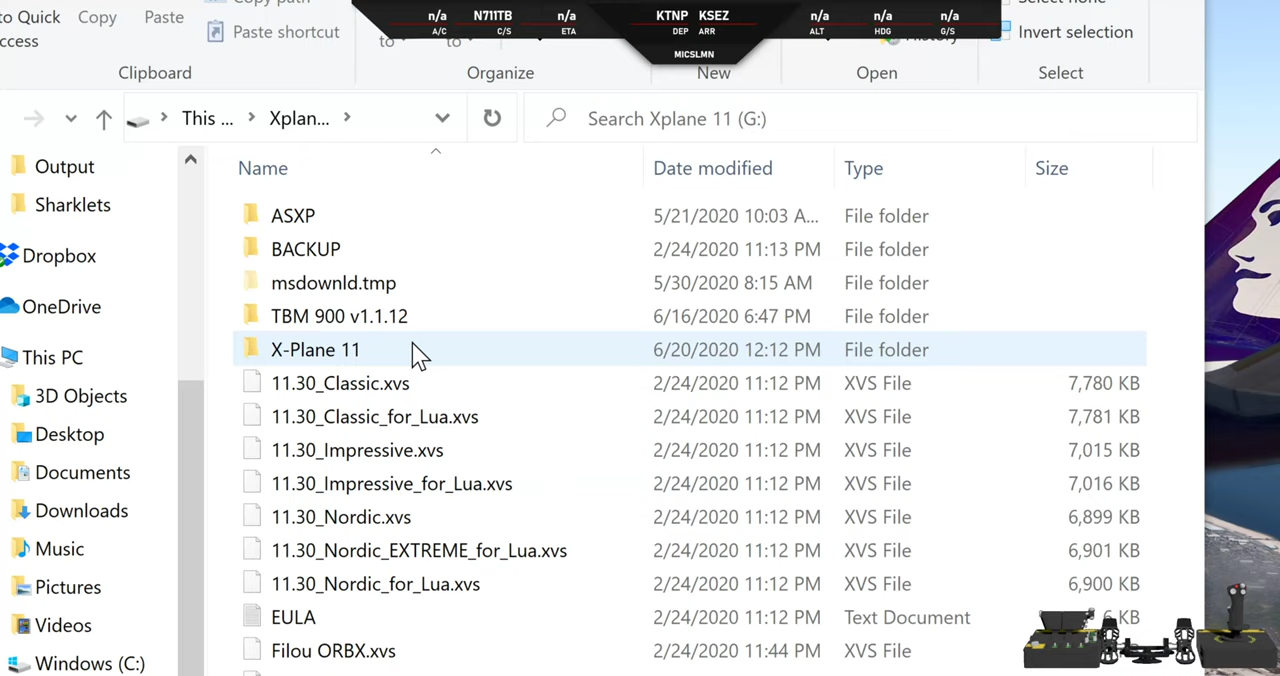 to Quick
ccess
Copy
Paste
Copy path
Paste shortcut
Clipboard
to
to
Organize
New
History
Open
Select none
Invert selection
Select
n/a
A/C
N711TB
C/S
n/a
ETA
KTNP KSEZ
DEP ARR
MICSLMN
n/a
ALT
n/a
HDG
n/a
G/S
This ... Xplan...
Search Xplane 11 (G:)
Output
Sharklets
Dropbox
OneDrive
This PC
3D Objects
Desktop
Documents
Downloads
Music
Pictures
Videos
Windows (C:)
Name Date modified Type Size
ASXP 5/21/2020 10:03 A... File folder
BACKUP 2/24/2020 11:13 PM File folder
msdownld.tmp 5/30/2020 8:15 AM File folder
TBM 900 v1.1.12 6/16/2020 6:47 PM File folder
X-Plane 11 6/20/2020 12:12 PM File folder
11.30_Classic.xvs 2/24/2020 11:12 PM XVS File 7,780 KB
11.30_Classic_for_Lua.xvs 2/24/2020 11:12 PM XVS File 7,781 KB
11.30_Impressive.xvs 2/24/2020 11:12 PM XVS File 7,015 KB
11.30_Impressive_for_Lua.xvs 2/24/2020 11:12 PM XVS File 7,016 KB
11.30_Nordic.xvs 2/24/2020 11:12 PM XVS File 6,899 KB
11.30_Nordic_EXTREME_for_Lua.xvs 2/24/2020 11:12 PM XVS File 6,901 KB
11.30_Nordic_for_Lua.xvs 2/24/2020 11:12 PM XVS File 6,900 KB
EULA 2/24/2020 11:12 PM Text Document 6 KB
Filou ORBX.xvs 2/24/2020 11:44 PM XVS File